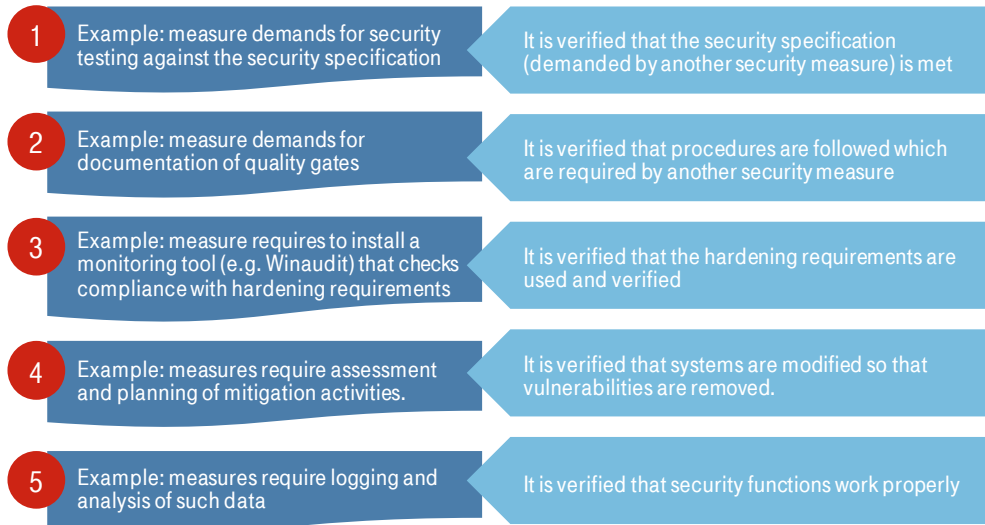 1
Example: measure demands for security
testing against the security specification
It is verified that the security specification
(demanded by another security measure) is met
2
Example: measure demands for
documentation of quality gates
It is verified that procedures are followed which
are required by another security measure
3
Example: measure requires to install a
monitoring tool (e.g. Winaudit) that checks
compliance with hardening requirements
It is verified that the hardening requirements are
used and verified
4
Example: measures require assessment
and planning of mitigation activities.
It is verified that systems are modified so that
vulnerabilities are removed.
5
Example: measures require logging and
analysis of such data
It is verified that security functions work properly